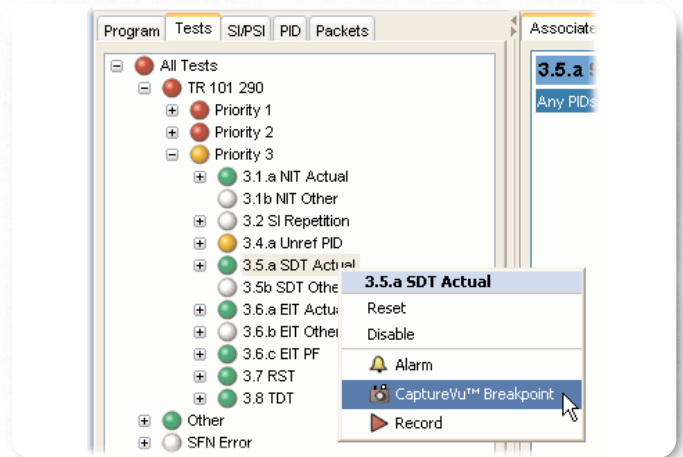 Program Tests SI/PSI PID Packets
Associate
All Tests
3.5.a
TR 101 290
Any PIDs
Priority 1
Priority 2
Priority 3
3.1.a NIT Actual
3.1b NIT Other
3.2 SI Repetition
3.4.a Unref PID
3.5.a SDT Actual
3.5b SDT Othe
3.6.a EIT Actua
3.6.b EIT Other
3.6.c EIT PF
3.7 RST
3.8 TDT
Other
SFN Error
3.5.a SDT Actual
Reset
Disable
Alarm
CaptureVu™ Breakpoint
Record